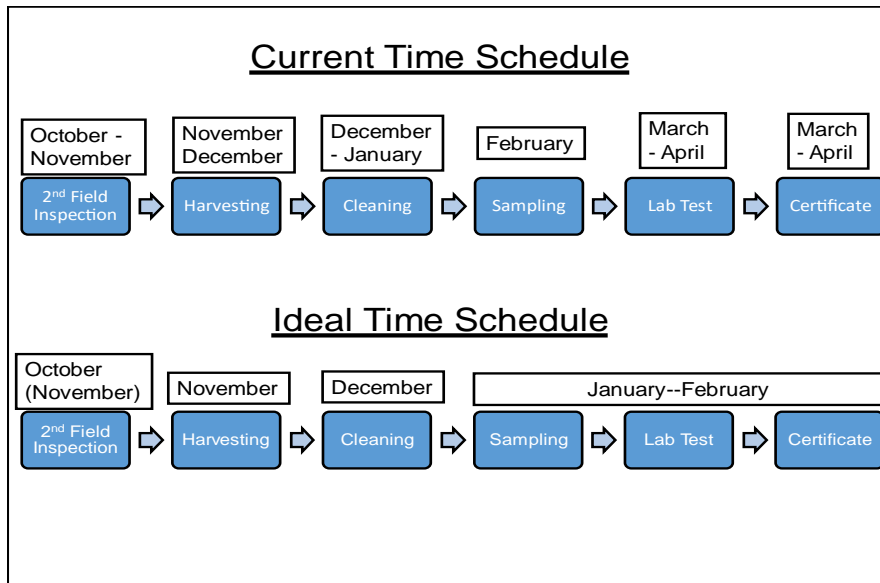 Current Time Schedule
October -
November
November
December
December
- January
February
March
- April
March
- April
2nd Field
Inspection
Harvesting
Cleaning
Sampling
Lab Test
Certificate
Ideal Time Schedule
October
(November)
November
December
January--February
2nd Field
Inspection
Harvesting
Cleaning
Sampling
Lab Test
Certificate